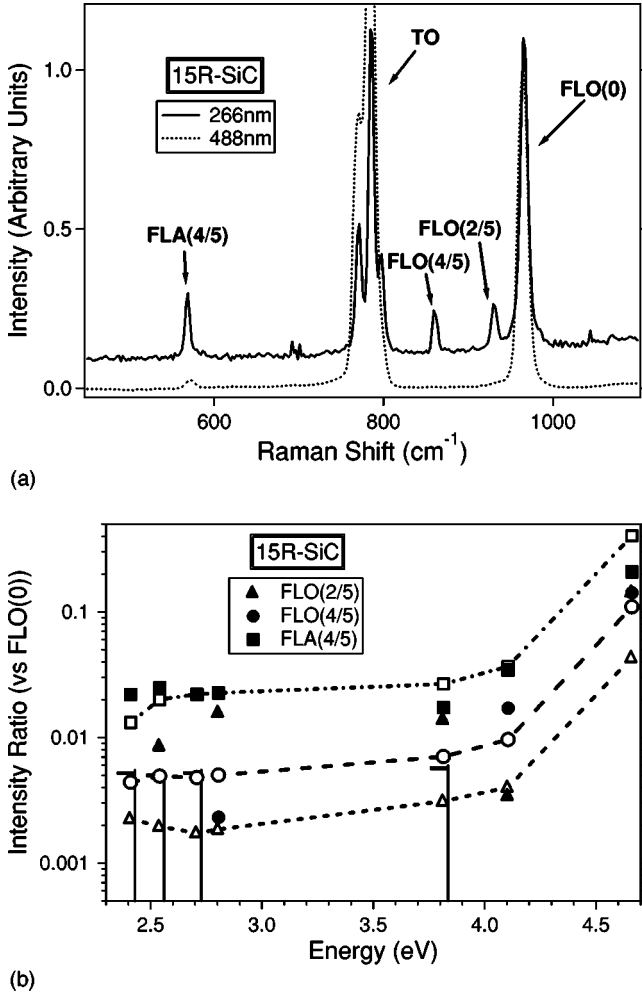 1.0
0.5
0.0
Intensity (Arbitrary Units)
15R-SiC
266nm
488nm
TO
FLO(0)
FLA(4/5)
FLO(4/5)
FLO(2/5)
600
800
1000
Raman Shift (cm⁻¹)
(a)
0.1
0.01
0.001
Intensity Ratio (vs FLO(0))
15R-SiC
FLO(2/5)
FLO(4/5)
FLA(4/5)
2.5
3.0
3.5
4.0
4.5
Energy (eV)
(b)